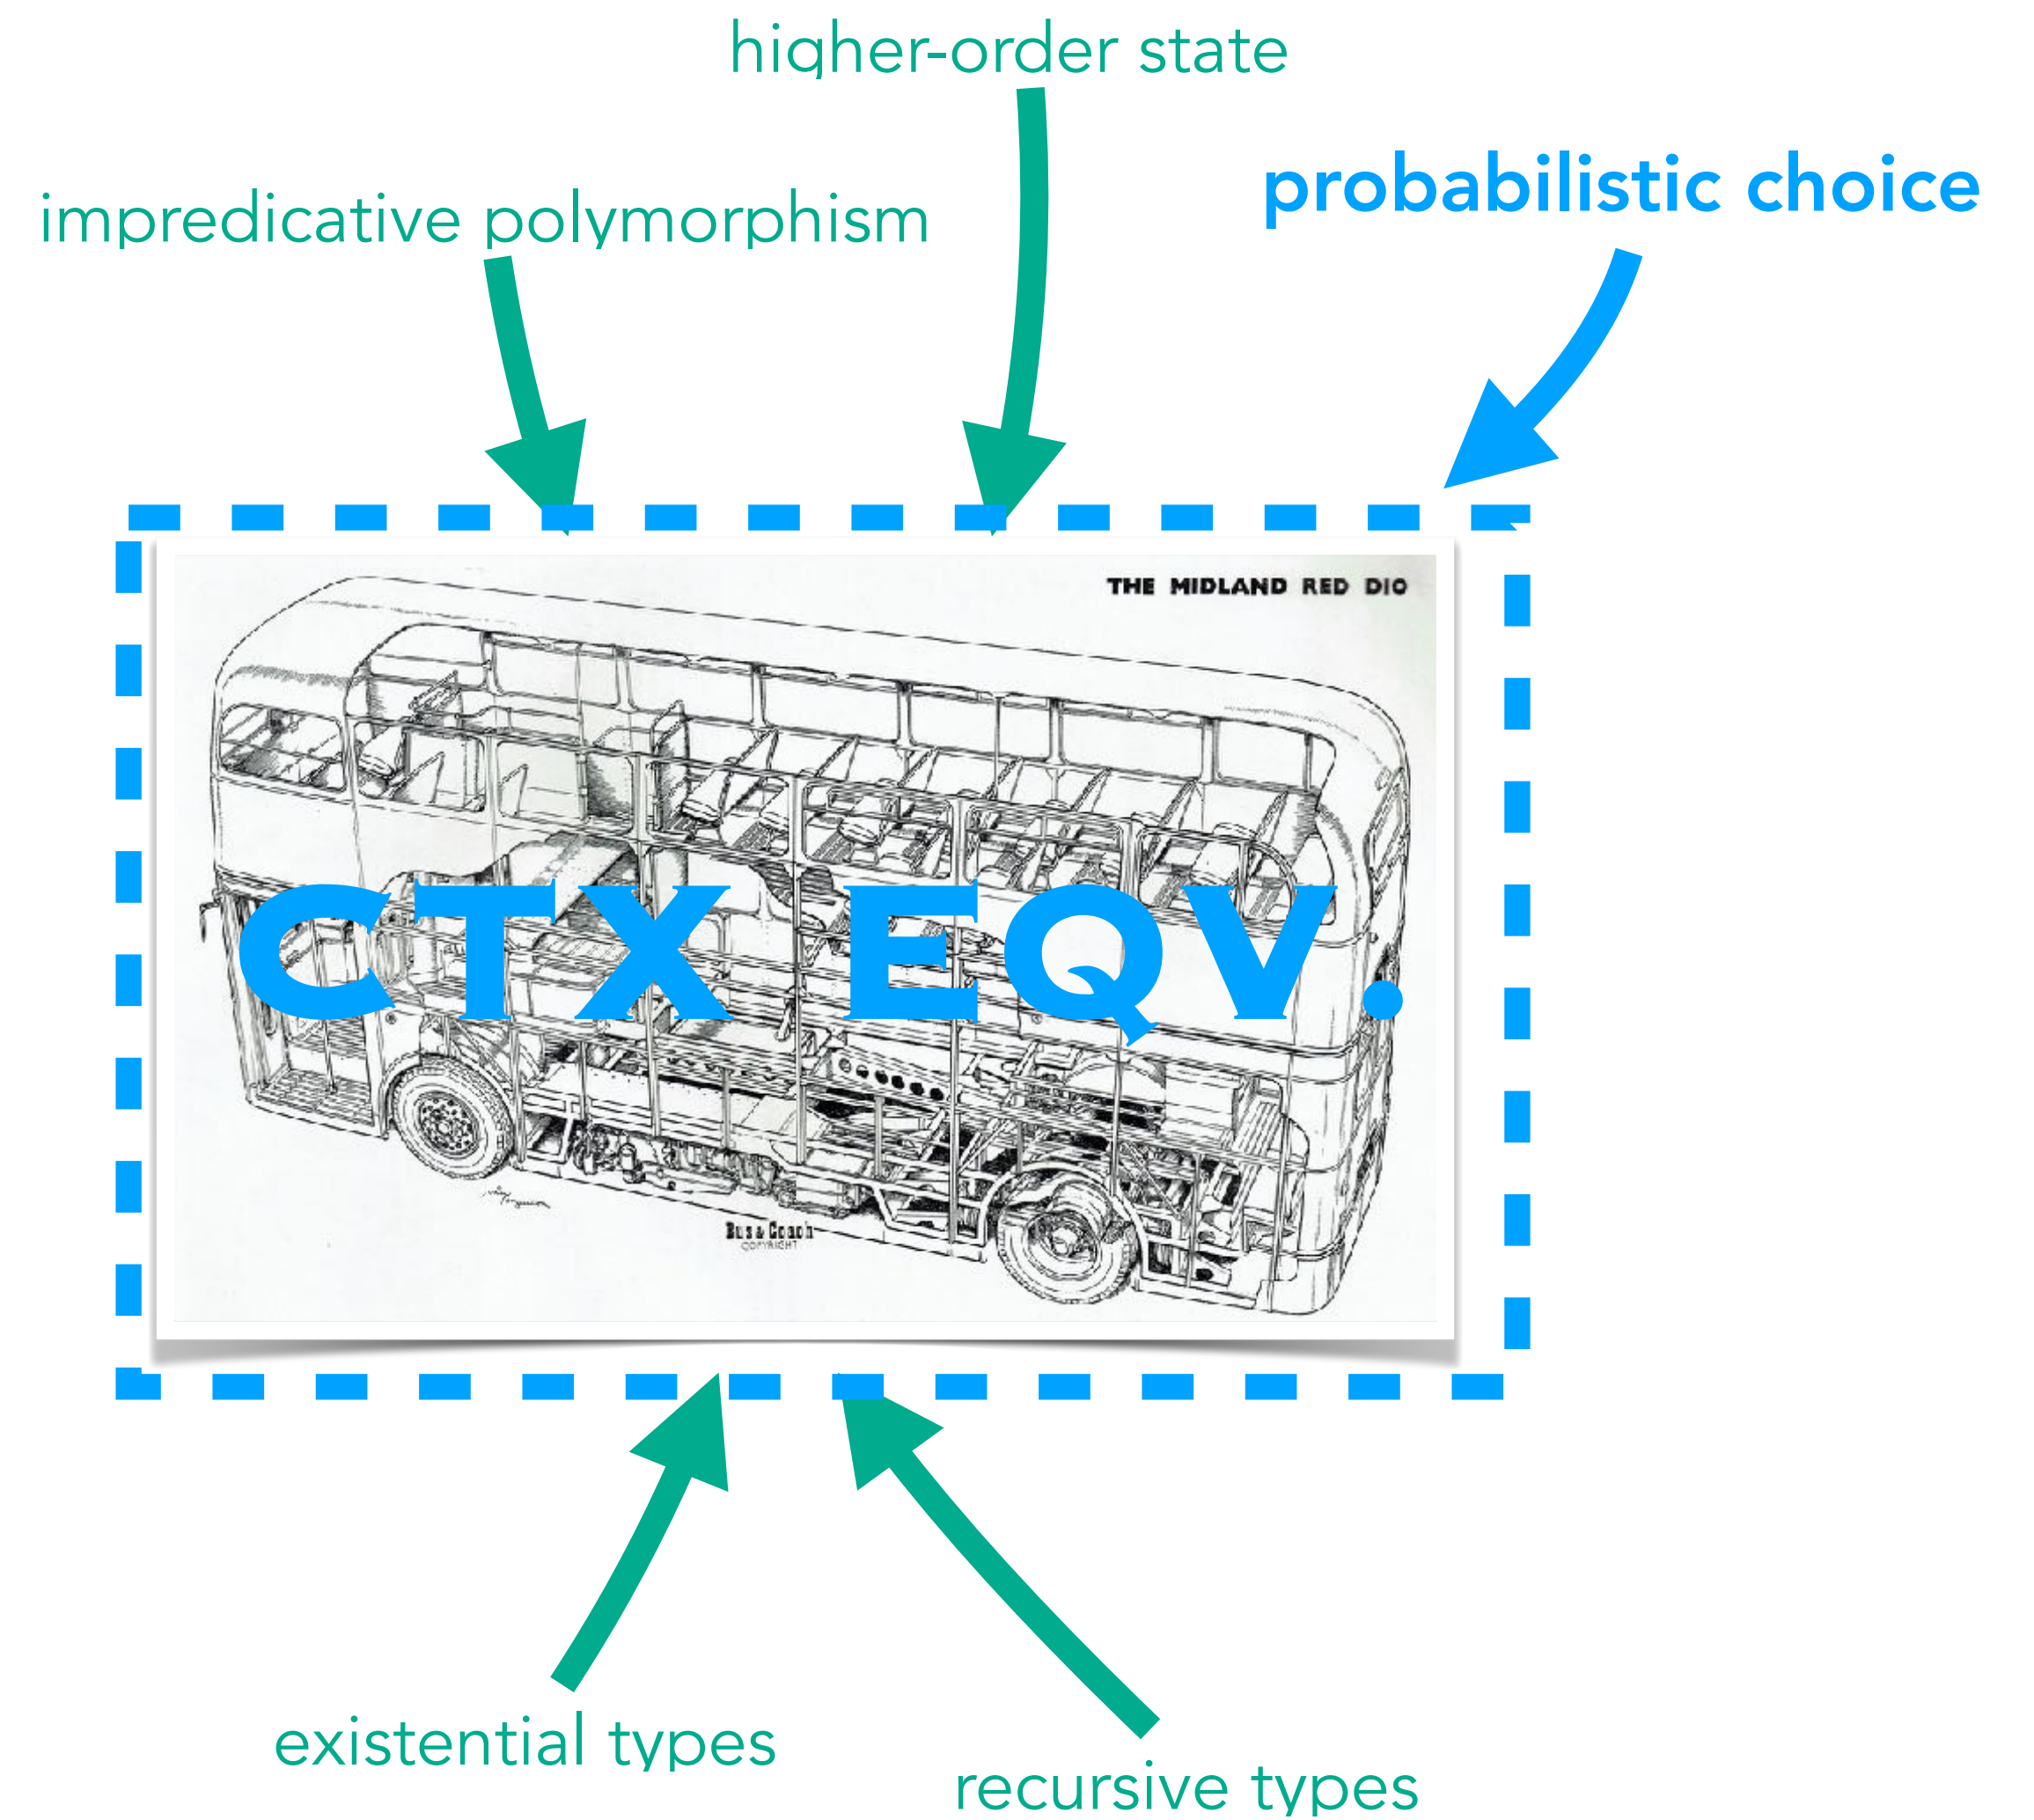 higher-order state
probabilistic choice
impredicative polymorphism
THE MIDLAND RED D10
CTX EQV.
Bus & Coach
COPYRIGHT
existential types
recursive types